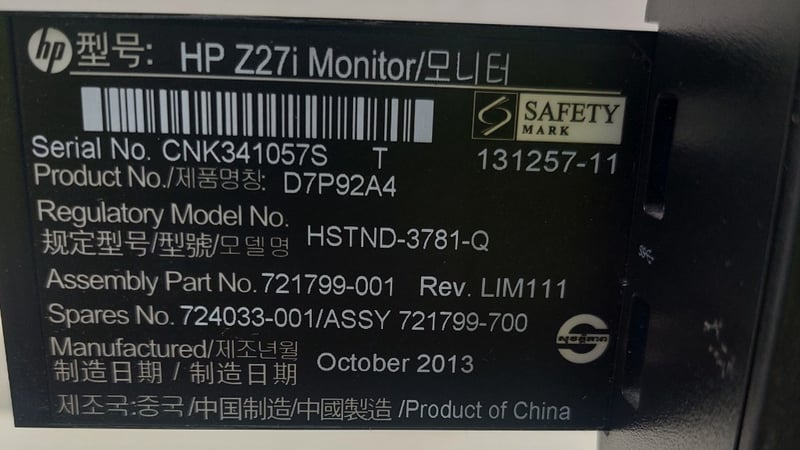 hp 型号: HP Z27i Monitor/모니터
SAFETY
MARK
Serial No. CNK341057S T 131257-11
Product No./제품명칭: D7P92A4
Regulatory Model No.
规定型号/型號/모델명 HSTND-3781-Q
Assembly Part No. 721799-001 Rev. LIM111
Spares No. 724033-001/ASSY 721799-700
Manufactured/제조년월
制造日期 / 制造日期 October 2013
제조국:중국/中国制造/中國製造 /Product of China